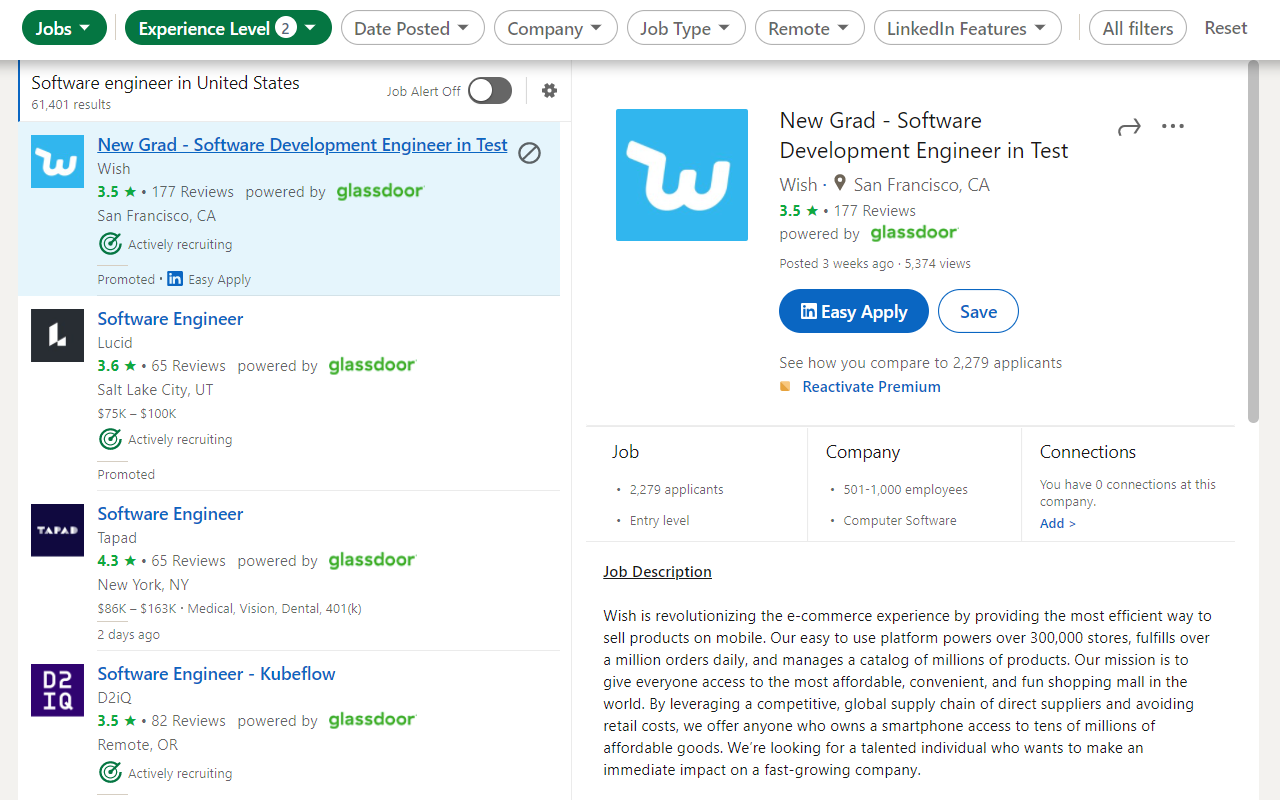 Jobs
Experience Level 2
Date Posted
Company
Job Type
Remote
LinkedIn Features
All filters
Reset
Software engineer in United States
61,401 results
Job Alert Off
New Grad - Software Development Engineer in Test
Wish
3.5 ★ • 177 Reviews powered by glassdoor
San Francisco, CA
Actively recruiting
Promoted • in Easy Apply
L
Software Engineer
Lucid
3.6 ★ • 65 Reviews powered by glassdoor
Salt Lake City, UT
$75K – $100K
Actively recruiting
Promoted
TAPAD
Software Engineer
Tapad
4.3 ★ • 65 Reviews powered by glassdoor
New York, NY
$86K – $163K · Medical, Vision, Dental, 401(k)
2 days ago
D2
IQ
Software Engineer - Kubeflow
D2iQ
3.5 ★ • 82 Reviews powered by glassdoor
Remote, OR
Actively recruiting
w
New Grad - Software
Development Engineer in Test
Wish · San Francisco, CA
3.5 ★ • 177 Reviews
powered by glassdoor
Posted 3 weeks ago · 5,374 views
in Easy Apply
Save
See how you compare to 2,279 applicants
Reactivate Premium
Job
• 2,279 applicants
• Entry level
Company
• 501-1,000 employees
• Computer Software
Connections
You have 0 connections at this
company.
Add >
Job Description
Wish is revolutionizing the e-commerce experience by providing the most efficient way to
sell products on mobile. Our easy to use platform powers over 300,000 stores, fulfills over
a million orders daily, and manages a catalog of millions of products. Our mission is to
give everyone access to the most affordable, convenient, and fun shopping mall in the
world. By leveraging a competitive, global supply chain of direct suppliers and avoiding
retail costs, we offer anyone who owns a smartphone access to tens of millions of
affordable goods. We're looking for a talented individual who wants to make an
immediate impact on a fast-growing company.